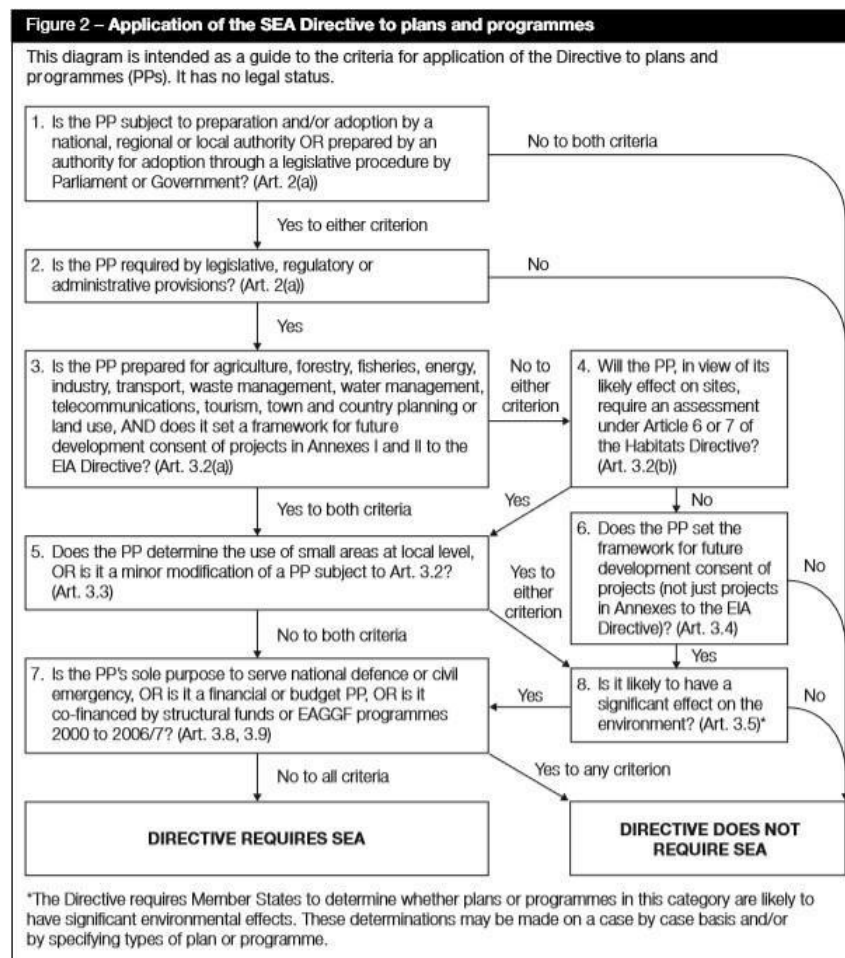 Figure 2 – Application of the SEA Directive to plans and programmes
This diagram is intended as a guide to the criteria for application of the Directive to plans and
programmes (PPs). It has no legal status.
1. Is the PP subject to preparation and/or adoption by a
national, regional or local authority OR prepared by an
authority for adoption through a legislative procedure by
Parliament or Government? (Art. 2(a))
No to both criteria
Yes to either criterion
2. Is the PP required by legislative, regulatory or
administrative provisions? (Art. 2(a))
No
Yes
3. Is the PP prepared for agriculture, forestry, fisheries, energy,
industry, transport, waste management, water management,
telecommunications, tourism, town and country planning or
land use, AND does it set a framework for future
development consent of projects in Annexes I and II to the
EIA Directive? (Art. 3.2(a))
No to
either
criterion
4. Will the PP, in view of its
likely effect on sites,
require an assessment
under Article 6 or 7 of
the Habitats Directive?
(Art. 3.2(b))
Yes to both criteria
Yes
No
5. Does the PP determine the use of small areas at local level,
OR is it a minor modification of a PP subject to Art. 3.2?
(Art. 3.3)
Yes to
either
criterion
6. Does the PP set the
framework for future
development consent of
projects (not just projects
in Annexes to the EIA
Directive)? (Art. 3.4)
No
No to both criteria
Yes
7. Is the PP's sole purpose to serve national defence or civil
emergency, OR is it a financial or budget PP, OR is it
co-financed by structural funds or EAGGF programmes
2000 to 2006/7? (Art. 3.8, 3.9)
Yes
8. Is it likely to have a
significant effect on the
environment? (Art. 3.5)*
No
No to all criteria
Yes to any criterion
DIRECTIVE REQUIRES SEA
DIRECTIVE DOES NOT
REQUIRE SEA
*The Directive requires Member States to determine whether plans or programmes in this category are likely to
have significant environmental effects. These determinations may be made on a case by case basis and/or
by specifying types of plan or programme.